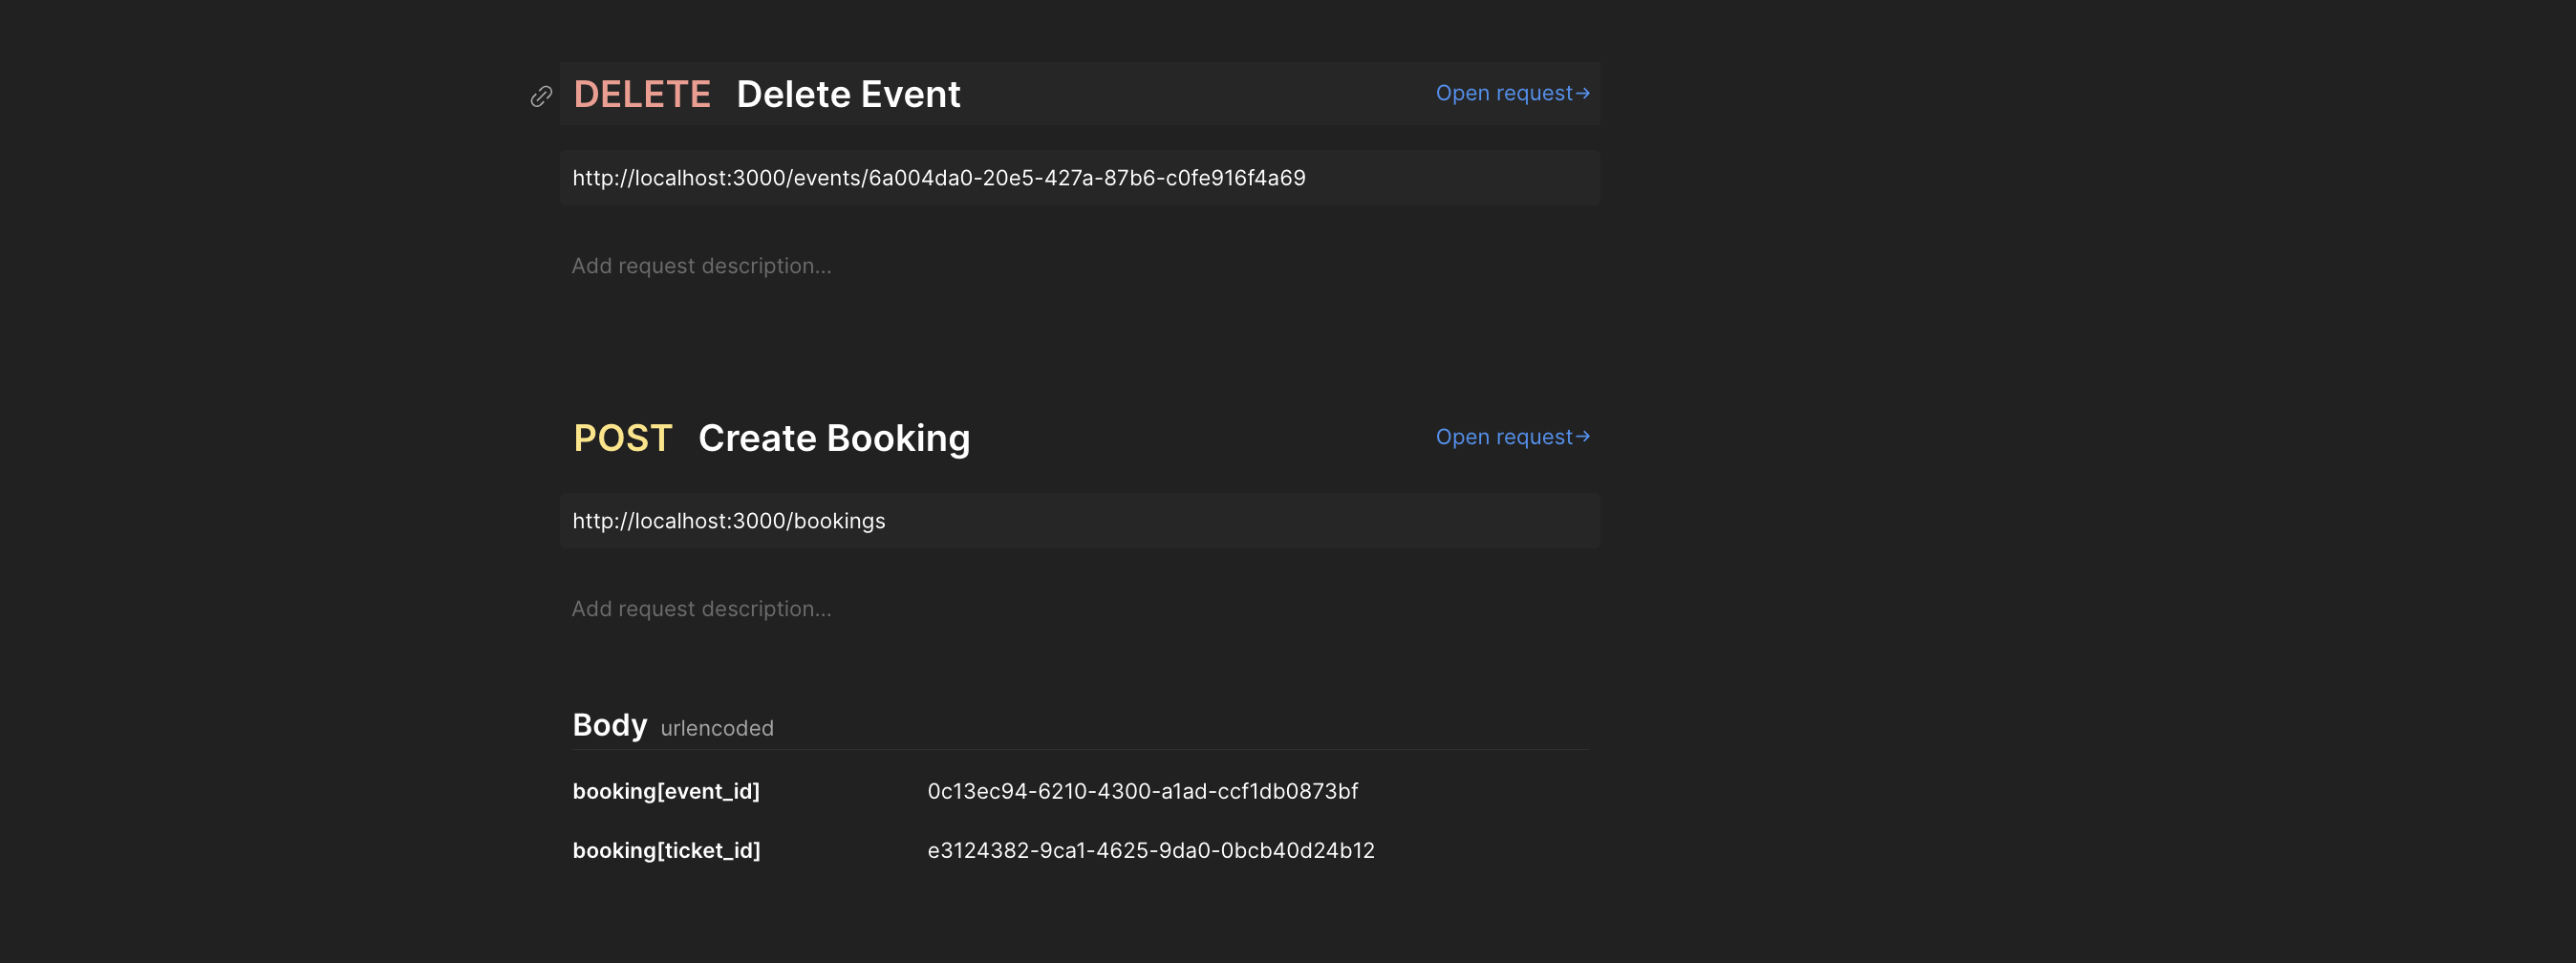 DELETE Delete Event Open request→
http://localhost:3000/events/6a004da0-20e5-427a-87b6-c0fe916f4a69
Add request description...
POST Create Booking Open request→
http://localhost:3000/bookings
Add request description...
Body urlencoded
booking[event_id] 0c13ec94-6210-4300-a1ad-ccf1db0873bf
booking[ticket_id] e3124382-9ca1-4625-9da0-0bcb40d24b12